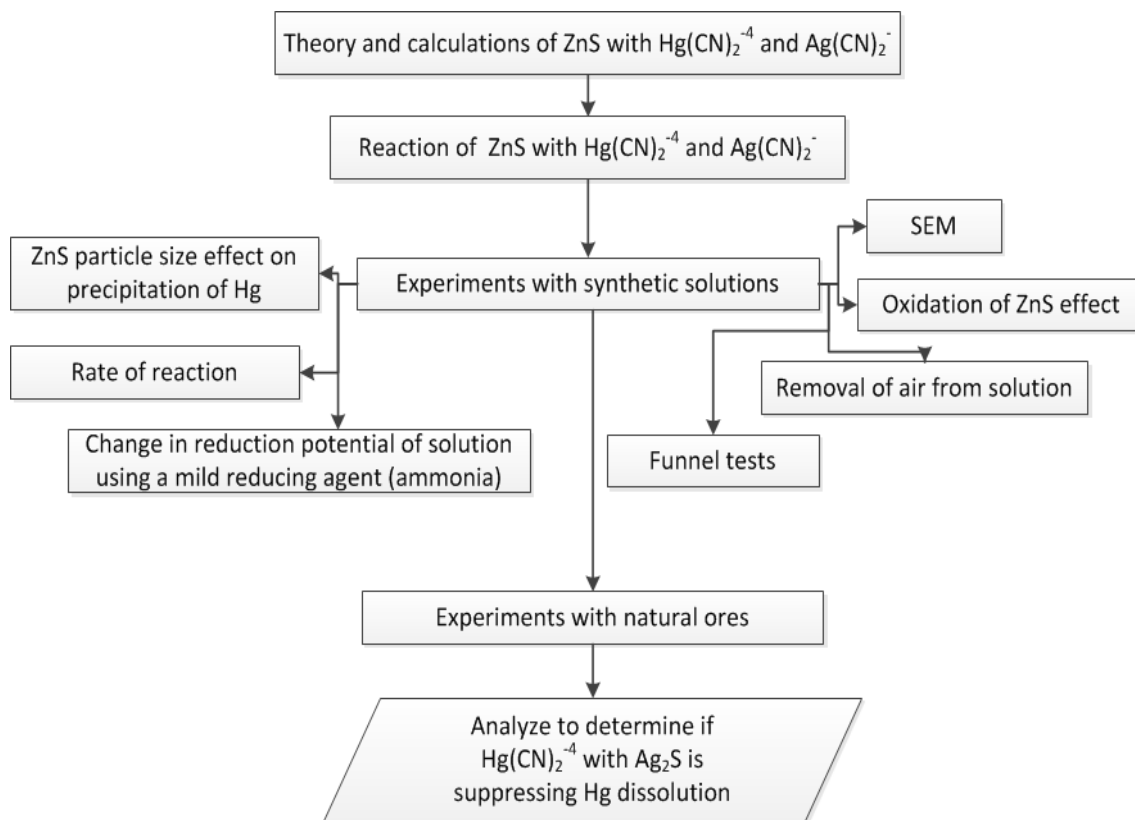 Theory and calculations of ZnS with Hg(CN)₂⁻⁴ and Ag(CN)₂⁻
Reaction of ZnS with Hg(CN)₂⁻⁴ and Ag(CN)₂⁻
SEM
ZnS particle size effect on
precipitation of Hg
Experiments with synthetic solutions
Oxidation of ZnS effect
Rate of reaction
Removal of air from solution
Change in reduction potential of solution
using a mild reducing agent (ammonia)
Funnel tests
Experiments with natural ores
Analyze to determine if
Hg(CN)₂⁻⁴ with Ag₂S is
suppressing Hg dissolution